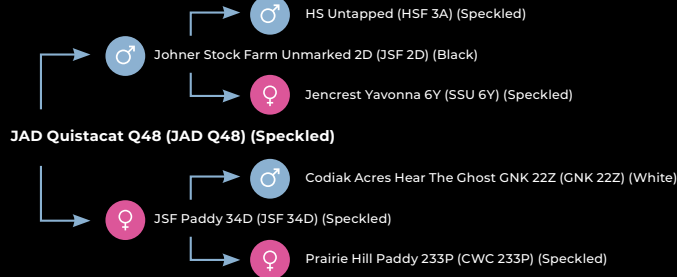 HS Untapped (HSF 3A) (Speckled)
Johner Stock Farm Unmarked 2D (JSF 2D) (Black)
Jencrest Yavonna 6Y (SSU 6Y) (Speckled)
JAD Quistacat Q48 (JAD Q48) (Speckled)
Codiak Acres Hear The Ghost GNK 22Z (GNK 22Z) (White)
JSF Paddy 34D (JSF 34D) (Speckled)
Prairie Hill Paddy 233P (CWC 233P) (Speckled)